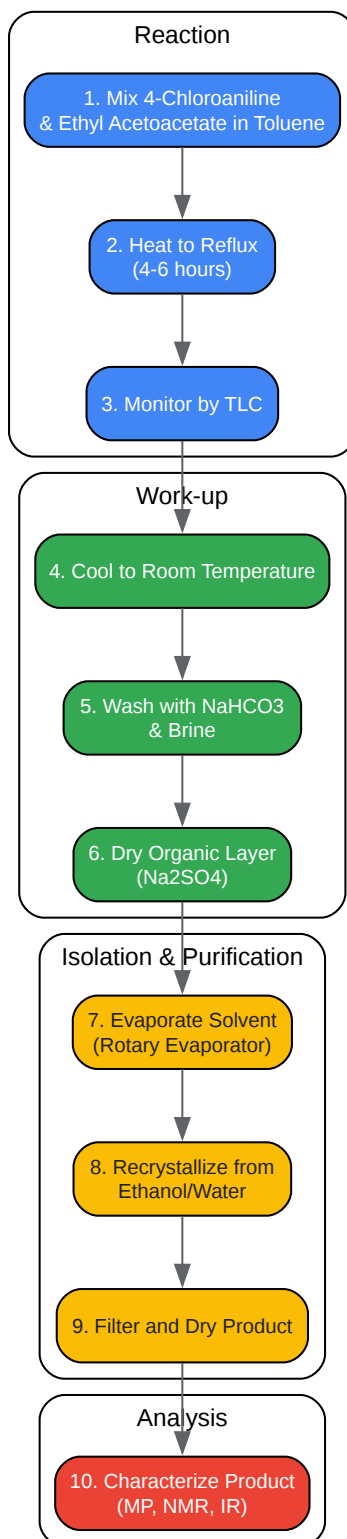 Reaction
1. Mix 4-Chloroaniline
& Ethyl Acetoacetate in Toluene
2. Heat to Reflux
(4-6 hours)
3. Monitor by TLC
Work-up
4. Cool to Room Temperature
5. Wash with NaHCO3
& Brine
6. Dry Organic Layer
(Na2SO4)
Isolation & Purification
7. Evaporate Solvent
(Rotary Evaporator)
8. Recrystallize from
Ethanol/Water
9. Filter and Dry Product
Analysis
10. Characterize Product
(MP, NMR, IR)